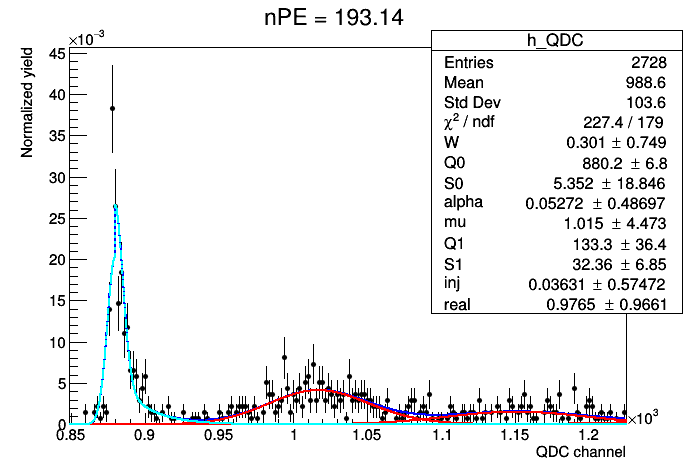 nPE = 193.14
×10⁻³
h_QDC
Entries 2728
Mean 988.6
Std Dev 103.6
χ² / ndf 227.4 / 179
W 0.301 ± 0.749
Q0 880.2 ± 6.8
S0 5.352 ± 18.846
alpha 0.05272 ± 0.48697
mu 1.015 ± 4.473
Q1 133.3 ± 36.4
S1 32.36 ± 6.85
inj 0.03631 ± 0.57472
real 0.9765 ± 0.9661
Normalized yield
45
40
35
30
25
20
15
10
5
0
0.85 0.9 0.95 1 1.05 1.1 1.15 1.2
×10³
QDC channel